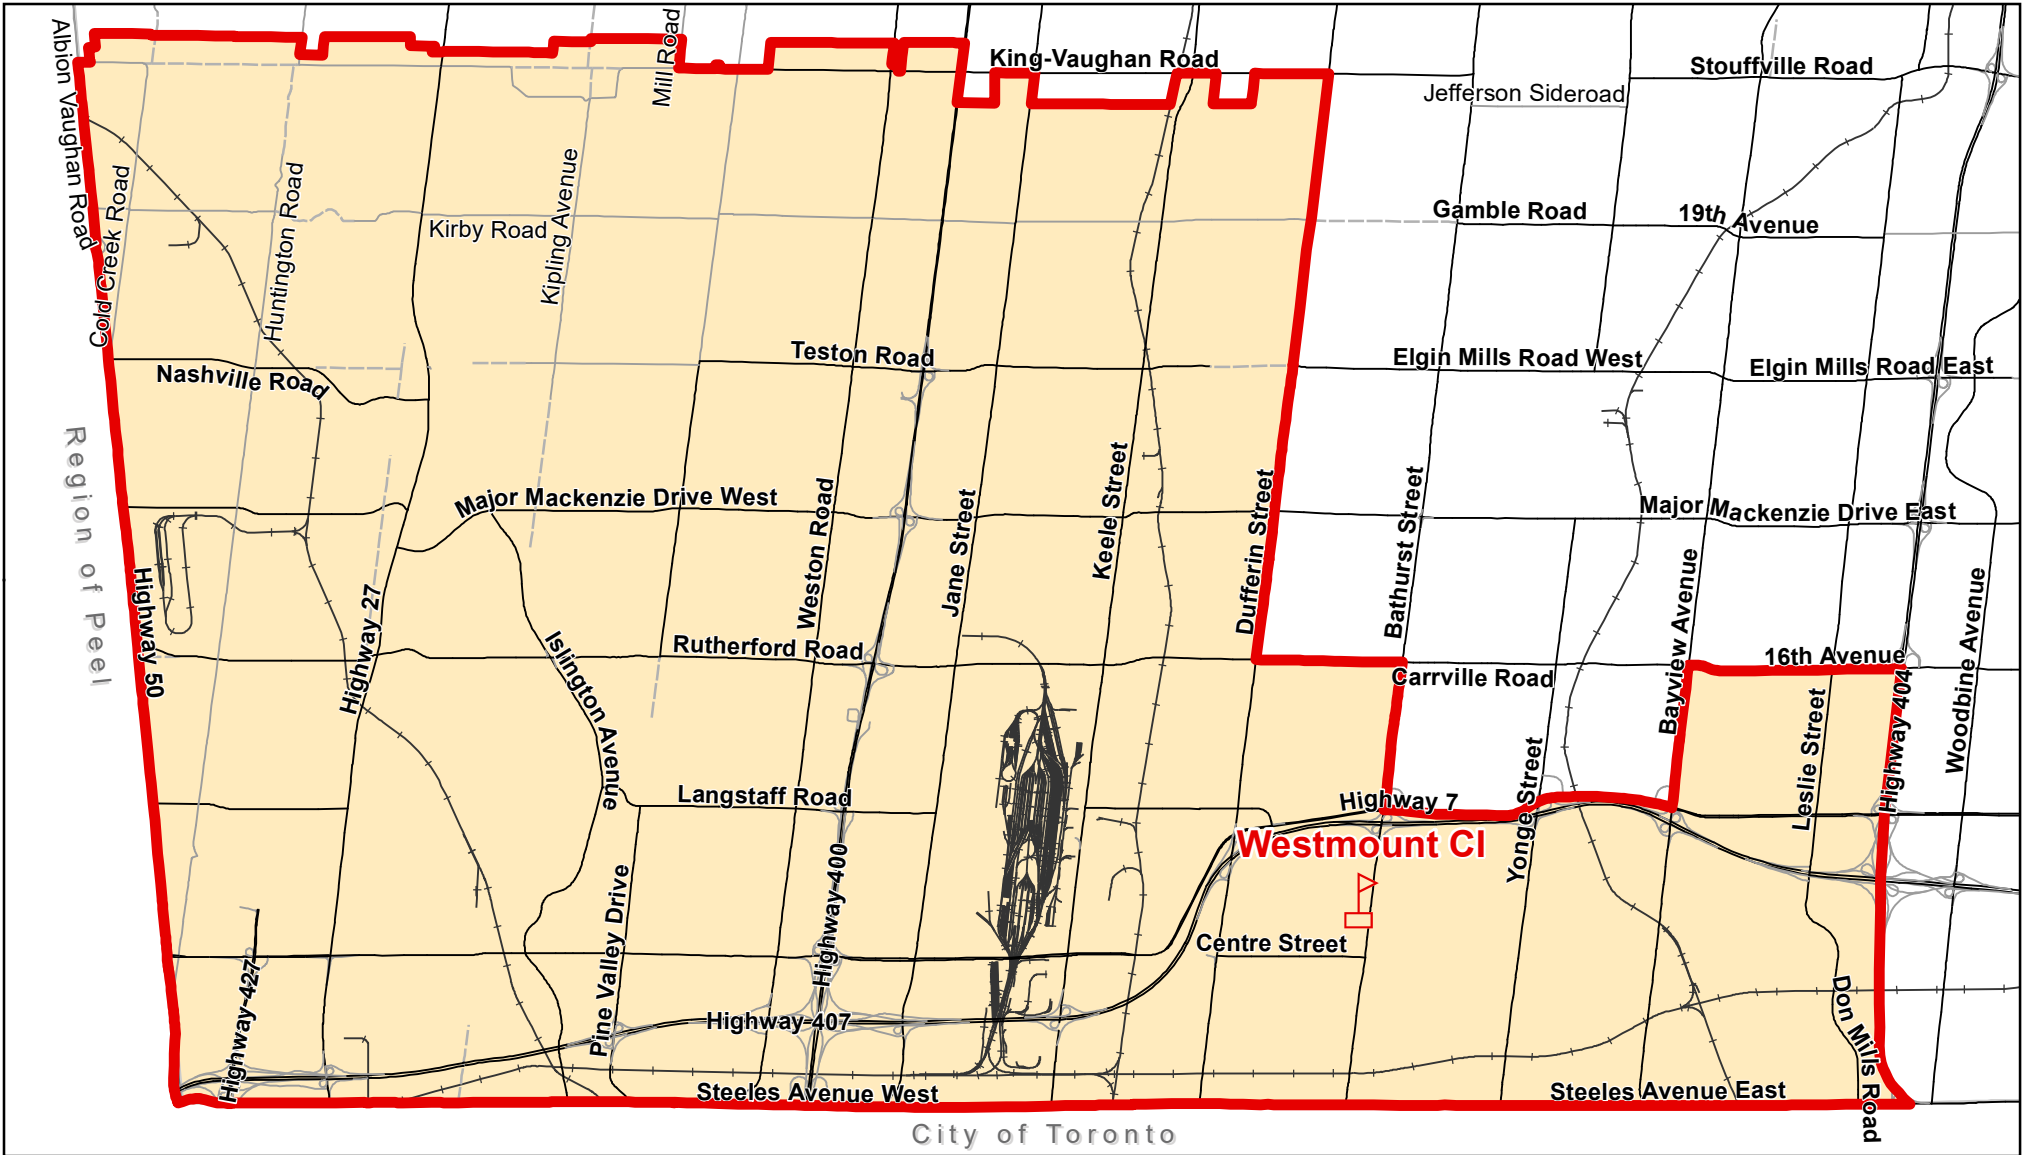 Albion Vaughan Road
Mill Road
King-Vaughan Road
Stouffville Road
Jefferson Sideroad
Cold Creek Road
Huntington Road
Kipling Avenue
Kirby Road
Gamble Road
19th Avenue
Nashville Road
Teston Road
Elgin Mills Road West
Elgin Mills Road East
Region of Peel
Major Mackenzie Drive West
Weston Road
Jane Street
Keele Street
Dufferin Street
Bathurst Street
Major Mackenzie Drive East
Highway 50
Highway 27
Islington Avenue
Rutherford Road
Carrville Road
Bayview Avenue
16th Avenue
Leslie Street
Highway 404
Woodbine Avenue
Langstaff Road
Highway 7
Westmount CI
Yonge Street
Highway 427
Pine Valley Drive
Highway 400
Centre Street
Highway 407
Don Mills Road
Steeles Avenue West
Steeles Avenue East
City of Toronto